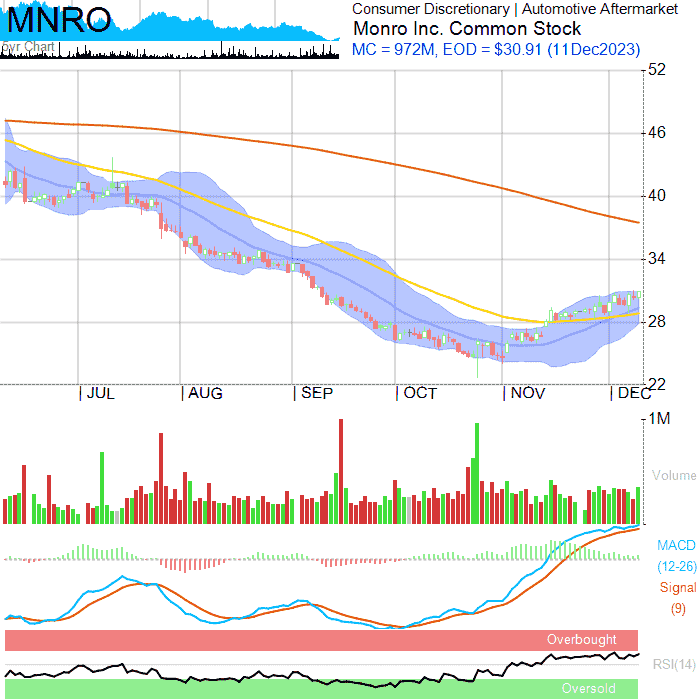 MNRO
5yr Chart
Consumer Discretionary | Automotive Aftermarket
Monro Inc. Common Stock
MC = 972M, EOD = $30.91 (11Dec2023)
52
46
40
34
28
22
JUL AUG SEP OCT NOV DEC
1M
Volume
MACD
(12-26)
Signal
(9)
Overbought
RSI(14)
Oversold